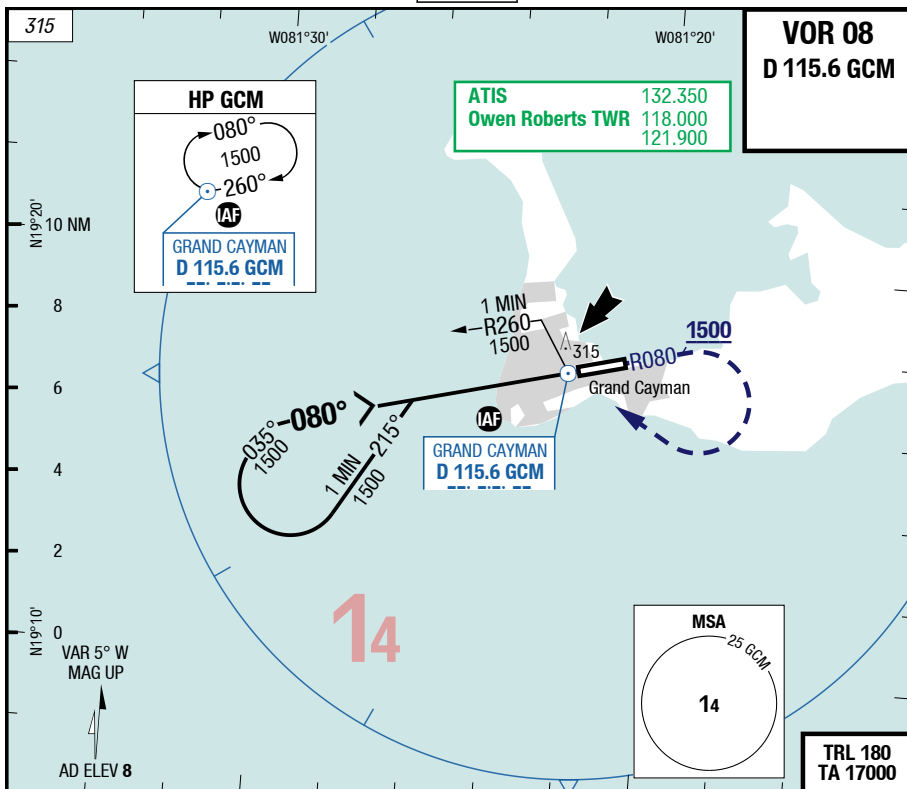 315
W081°30'
W081°20'
VOR 08
D 115.6 GCM
HP GCM
080°
1500
260°
IAF
GRAND CAYMAN
D 115.6 GCM
ATIS 132.350
Owen Roberts TWR 118.000
121.900
N19°20'
10 NM
8
6
4
2
0
N19°10'
1 MIN
R260
1500
315
R080
1500
Grand Cayman
080°
035°
1500
1 MIN
215°
1500
IAF
GRAND CAYMAN
D 115.6 GCM
14
VAR 5° W
MAG UP
AD ELEV 8
MSA
25 GCM
14
TRL 180
TA 17000